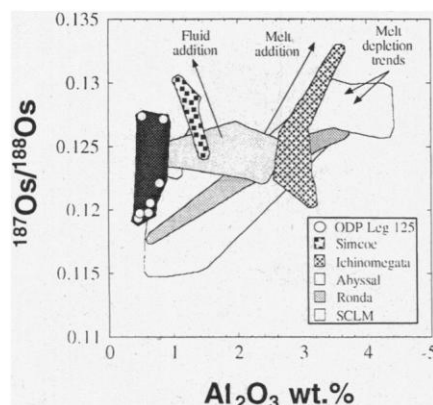 0.135
Fluid
addition
Melt
addition
Melt
depletion
trends
0.13
187Os/188Os
0.125
0.12
0.115
0.11
ODP Leg 125
Simcoe
Ichinomegata
Abyssal
Ronda
SCLM
0 1 2 3 4 5
Al2O3 wt.%